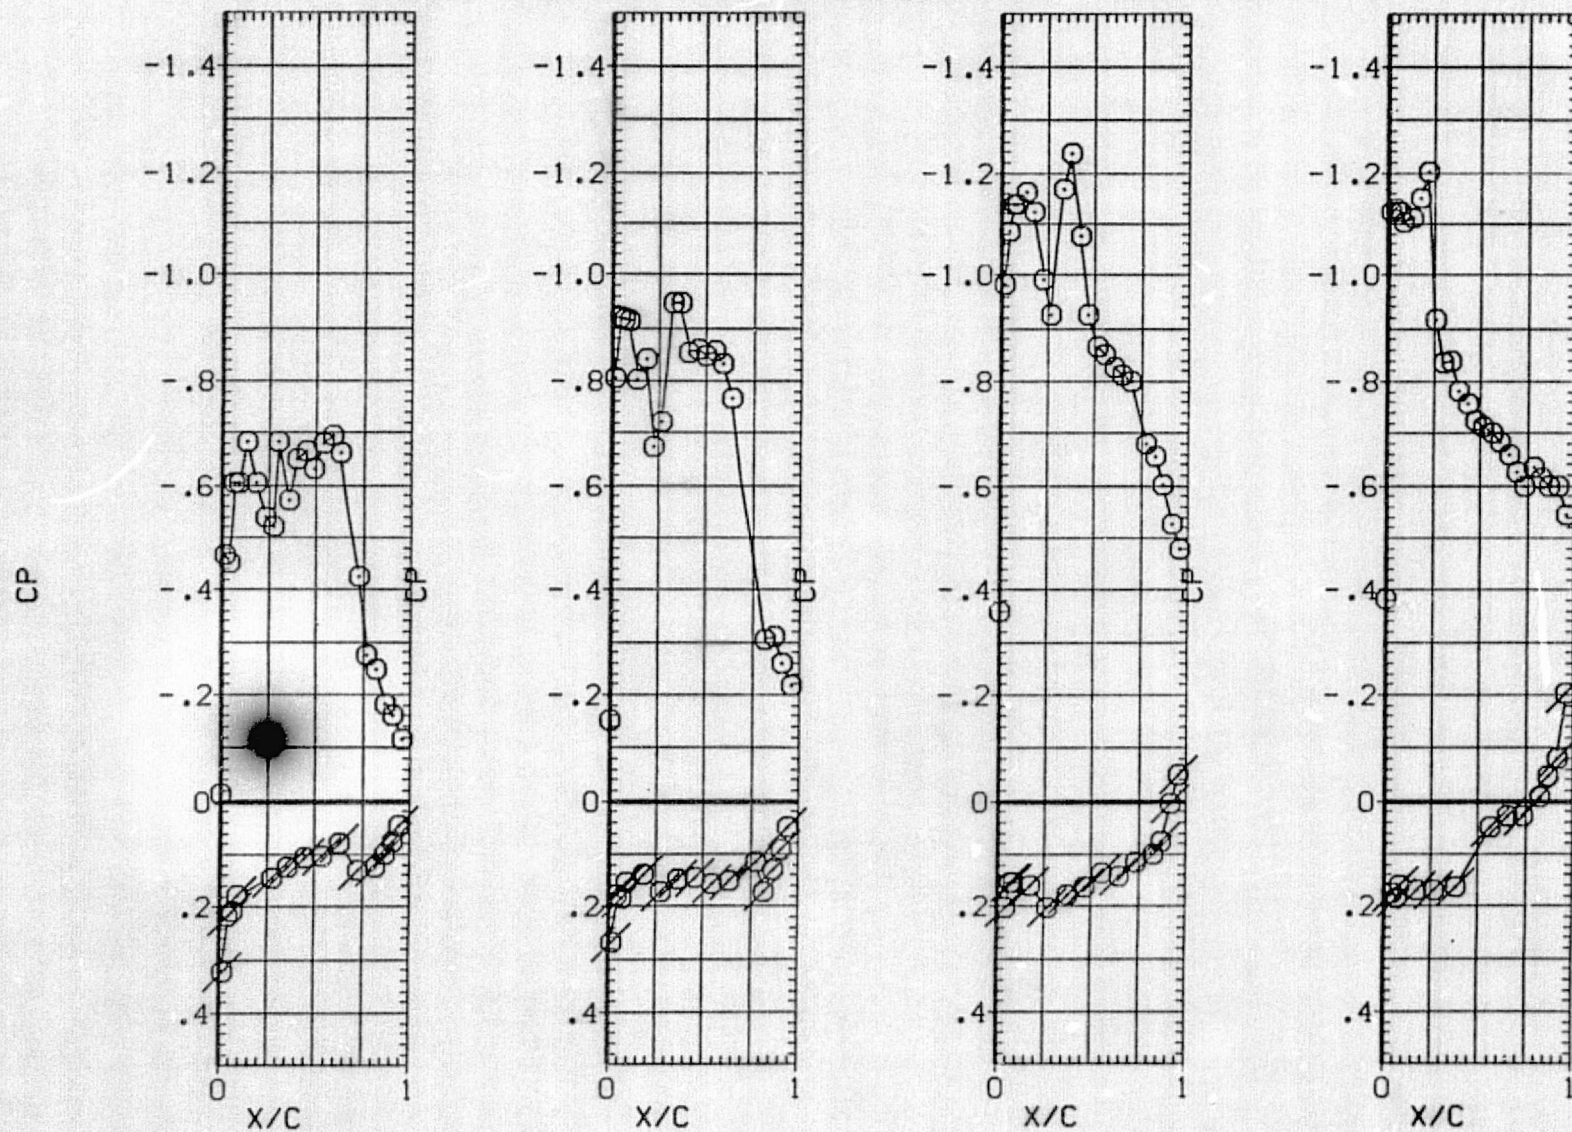 -1.4 -1.4 -1.4 -1.4
-1.2 -1.2 -1.2 -1.2
-1.0 -1.0 -1.0 -1.0
-.8 -.8 -.8 -.8
-.6 -.6 -.6 -.6
CP CP CP CP
-.4 -.4 -.4 -.4
-.2 -.2 -.2 -.2
0 0 0 0
.2 .2 .2 .2
.4 .4 .4 .4
0 1 0 1 0 1 0 1
X/C X/C X/C X/C